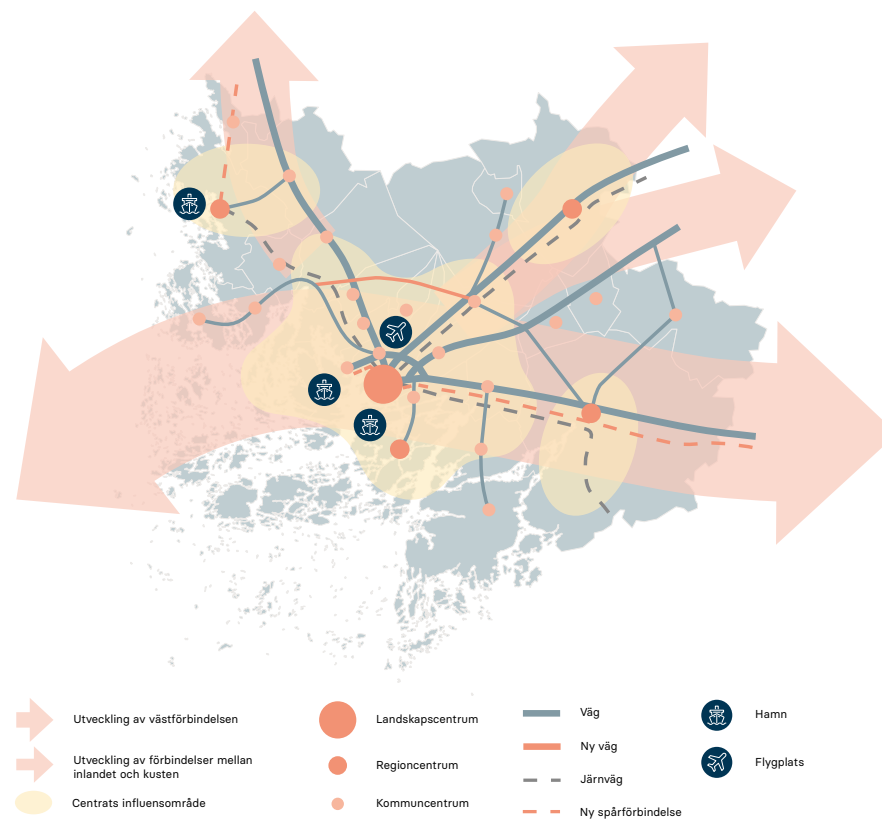 Utveckling av västförbindelsen
Utveckling av förbindelser mellan
inlandet och kusten
Centrats influensområde
Landskapscentrum
Regioncentrum
Kommuncentrum
Väg
Ny väg
Järnväg
Ny spårförbindelse
Hamn
Flygplats